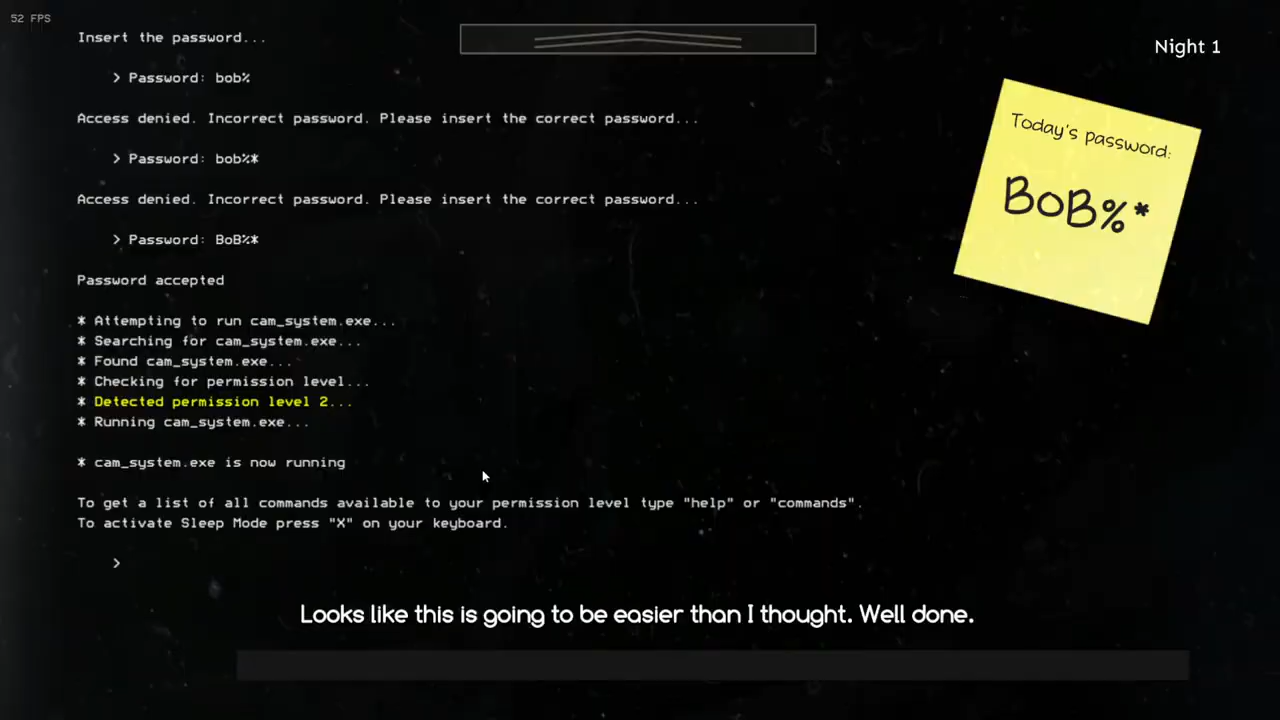 52 FPS
Insert the password...
> Password: bob%
Access denied. Incorrect password. Please insert the correct password...
> Password: bob%*
Access denied. Incorrect password. Please insert the correct password...
> Password: BoB%*
Password accepted
* Attempting to run cam_system.exe...
* Searching for cam_system.exe...
* Found cam_system.exe...
* Checking for permission level...
* Detected permission level 2...
* Running cam_system.exe...
* cam_system.exe is now running
To get a list of all commands available to your permission level type "help" or "commands".
To activate Sleep Mode press "X" on your keyboard.
>
Night 1
Today's password:
BoB%*
Looks like this is going to be easier than I thought. Well done.